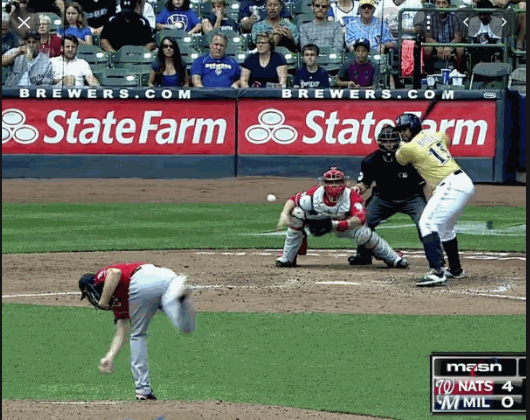 BREWERS.COM BREWERS.COM
State Farm State Farm
masn
W NATS 4
M MIL 0